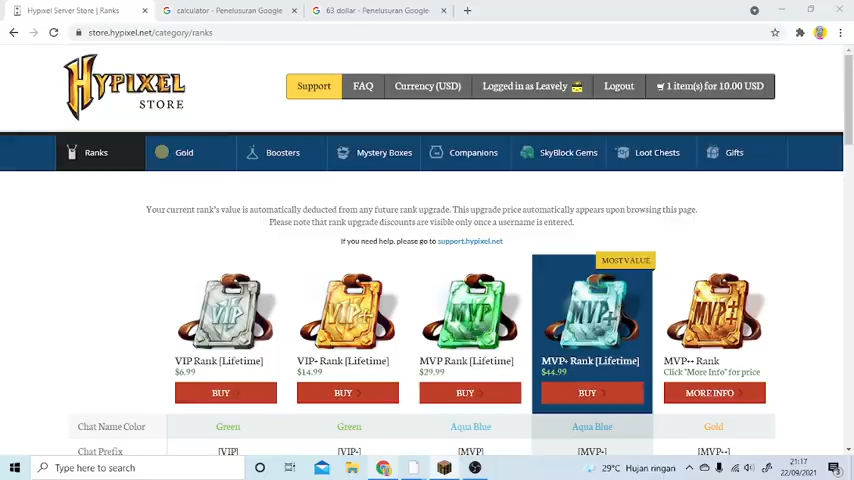 Hypixel Server Store | Ranks
calculator - Penelusuran Google
63 dollar - Penelusuran Google
store.hypixel.net/category/ranks
HYPIXEL
STORE
Support
FAQ
Currency (USD)
Logged in as Leavely
Logout
1 item(s) for 10.00 USD
Ranks
Gold
Boosters
Mystery Boxes
Companions
SkyBlock Gems
Loot Chests
Gifts
Your current rank's value is automatically deducted from any future rank upgrade. This upgrade price automatically appears upon browsing this page.
Please note that rank upgrade discounts are visible only once a username is entered.
If you need help, please go to support.hypixel.net
MOST VALUE
VIP
VIP+
MVP
MVP+
MVP++
VIP Rank [Lifetime]
$6.99
BUY
VIP+ Rank [Lifetime]
$14.99
BUY
MVP Rank [Lifetime]
$29.99
BUY
MVP+ Rank [Lifetime]
$44.99
BUY
MVP++ Rank
Click "More Info" for price
MORE INFO
Chat Name Color
Green
Green
Aqua Blue
Aqua Blue
Gold
Chat Prefix
[VIP]
[VIP+]
[MVP]
[MVP+]
[MVP++]
Type here to search
29°C Hujan ringan
21:17
22/09/2021
3